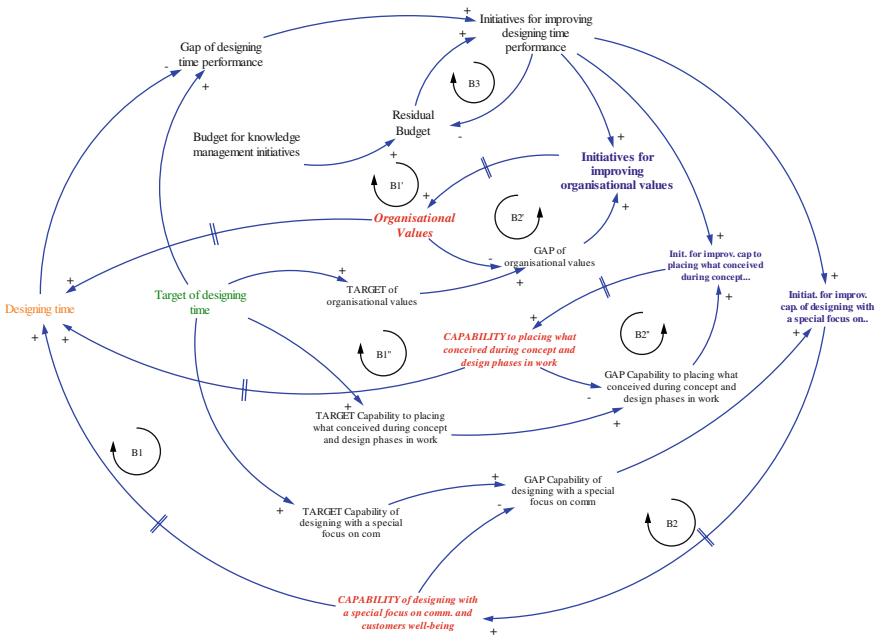 Initiatives for improving
designing time
performance
Gap of designing
time performance
B3
Residual
Budget
Budget for knowledge
management initiatives
Initiatives for
improving
organisational values
B1'
B2'
Organisational
Values
GAP of
organisational values
Init. for improv. cap to
placing what conceived
during concept...
TARGET of
organisational values
Target of designing
time
Designing time
Initiat. for improv.
cap. of designing with
a special focus on..
CAPABILITY to placing what
conceived during concept and
design phases in work
B2"
B1"
GAP Capability to placing what
conceived during concept and
design phases in work
TARGET Capability to placing
what conceived during concept
and design phases in work
B1
GAP Capability of
designing with a special
focus on comm
TARGET Capability of
designing with a special
focus on com
B2
CAPABILITY of designing with
a special focus on comm. and
customers well-being